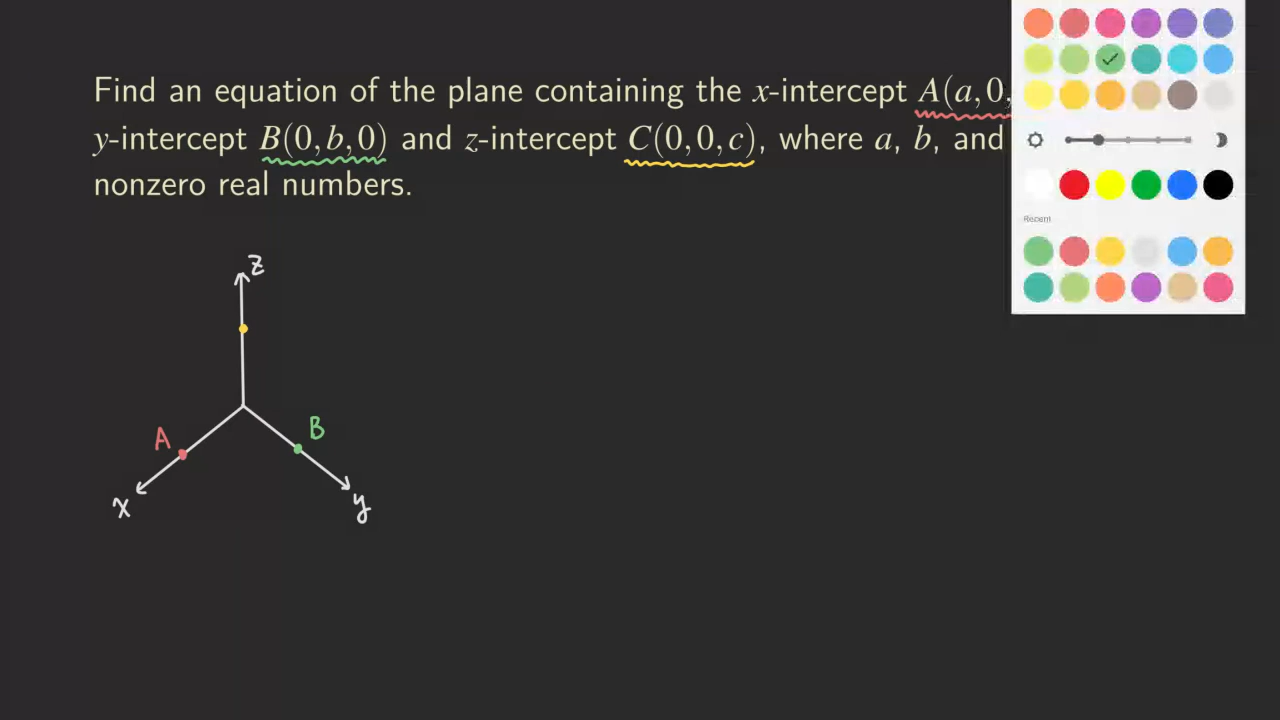 Find an equation of the plane containing the x-intercept A(a,0,
y-intercept B(0,b,0) and z-intercept C(0,0,c), where a, b, and
nonzero real numbers.
Recent
z
A
B
x
y